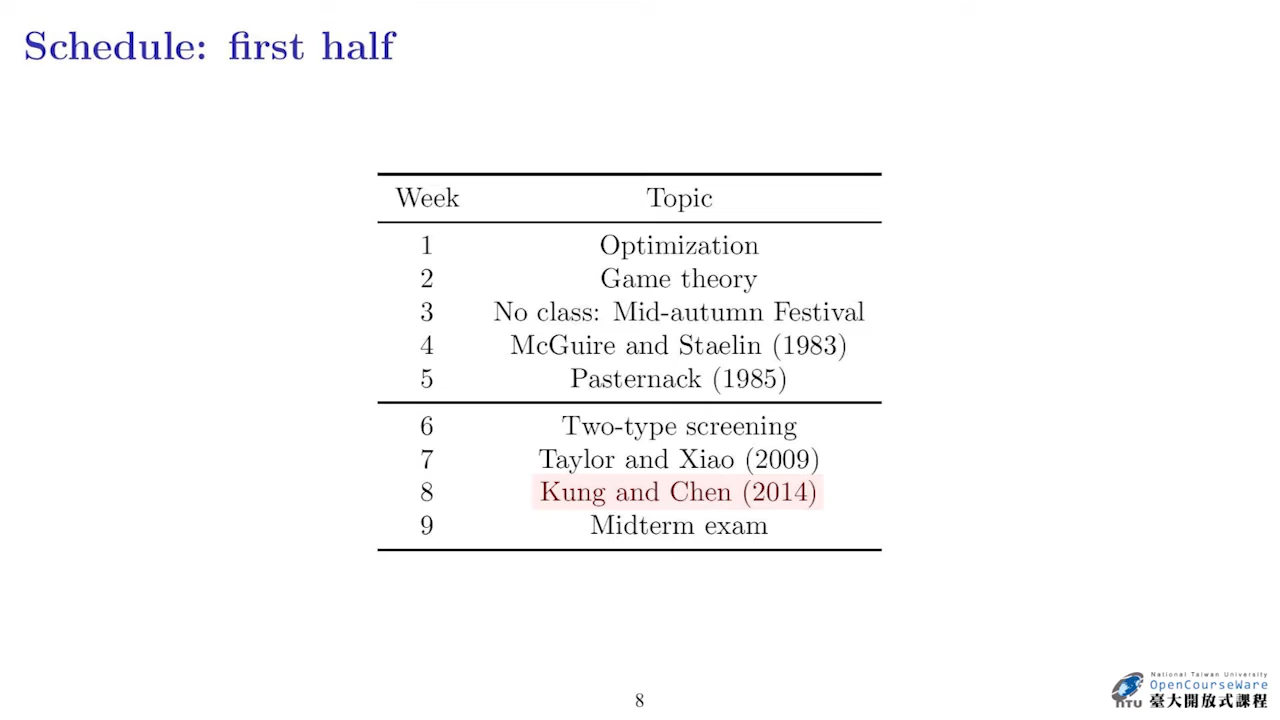 Schedule: first half
Week Topic
1 Optimization
2 Game theory
3 No class: Mid-autumn Festival
4 McGuire and Staelin (1983)
5 Pasternack (1985)
6 Two-type screening
7 Taylor and Xiao (2009)
8 Kung and Chen (2014)
9 Midterm exam
8
National Taiwan University
OpenCourseWare
NTU 臺大開放式課程